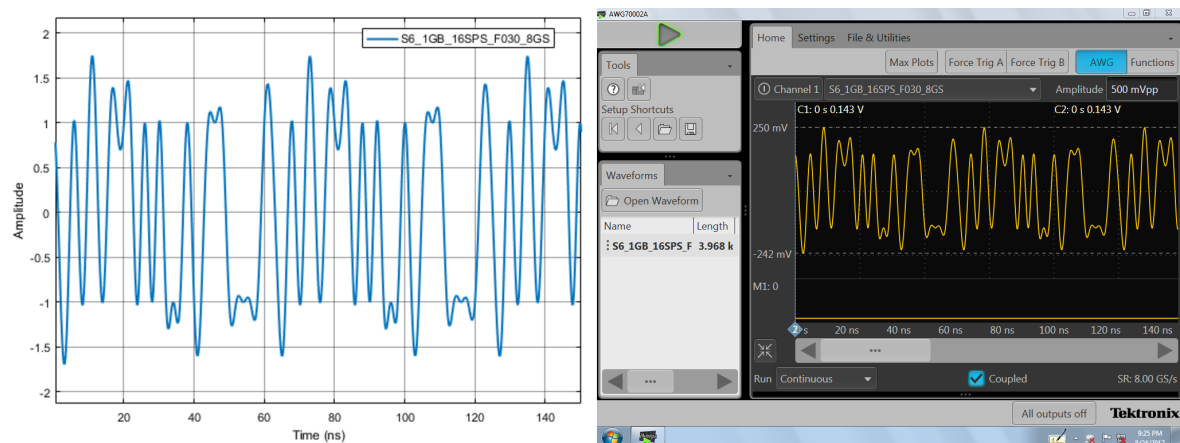 S6_1GB_16SPS_F030_8GS
2
1.5
1
0.5
0
-0.5
-1
-1.5
-2
Amplitude
20
40
60
80
100
120
140
Time (ns)
AWG70002A
Tools
Setup Shortcuts
Waveforms
Open Waveform
Name Length
S6_1GB_16SPS_F 3.968 k
Home Settings File & Utilities
Max Plots Force Trig A Force Trig B AWG Functions
Channel 1 S6_1GB_16SPS_F030_8GS Amplitude 500 mVpp
C1: 0 s 0.143 V C2: 0 s 0.143 V
250 mV
-242 mV
M1: 0
2 s 20 ns 40 ns 60 ns 80 ns 100 ns 120 ns 140 ns
Run Continuous Coupled SR: 8.00 GS/s
All outputs off Tektronix
9:25 PM